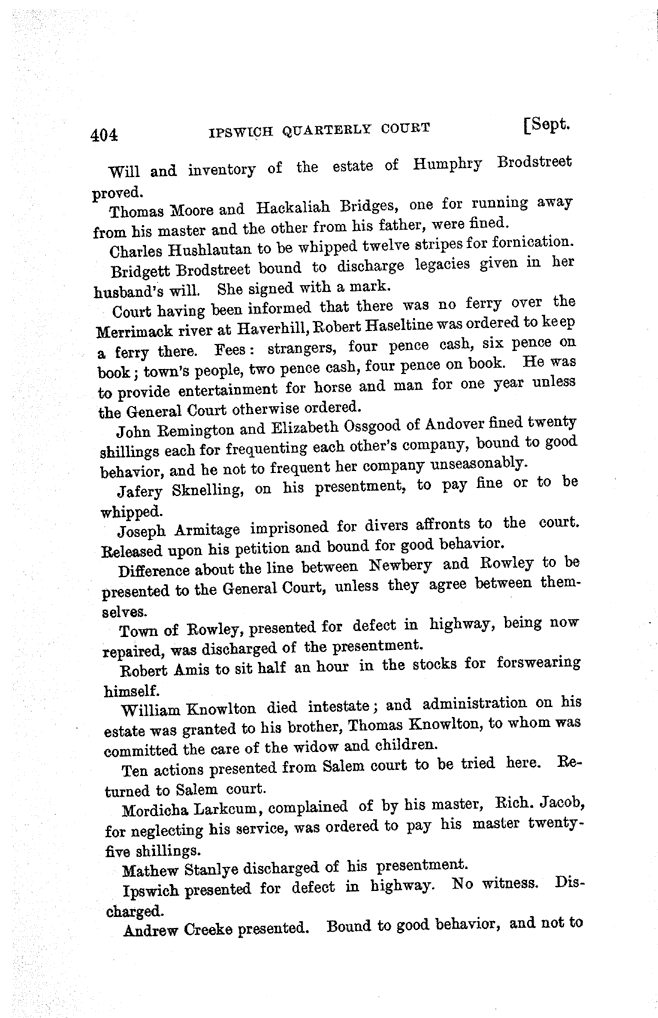 404 IPSWICH QUARTERLY COURT [Sept.
Will and inventory of the estate of Humphry Brodstreet
proved.
Thomas Moore and Hackaliah Bridges, one for running away
from his master and the other from his father, were fined.
Charles Hushlautan to be whipped twelve stripes for fornication.
Bridgett Brodstreet bound to discharge legacies given in her
husband's will. She signed with a mark.
Court having been informed that there was no ferry over the
Merrimack river at Haverhill, Robert Haseltine was ordered to keep
a ferry there. Fees: strangers, four pence cash, six pence on
book; town's people, two pence cash, four pence on book. He was
to provide entertainment for horse and man for one year unless
the General Court otherwise ordered.
John Remington and Elizabeth Ossgood of Andover fined twenty
shillings each for frequenting each other's company, bound to good
behavior, and he not to frequent her company unseasonably.
Jafery Sknelling, on his presentment, to pay fine or to be
whipped.
Joseph Armitage imprisoned for divers affronts to the court.
Released upon his petition and bound for good behavior.
Difference about the line between Newbery and Rowley to be
presented to the General Court, unless they agree between them-
selves.
Town of Rowley, presented for defect in highway, being now
repaired, was discharged of the presentment.
Robert Amis to sit half an hour in the stocks for forswearing
himself.
William Knowlton died intestate; and administration on his
estate was granted to his brother, Thomas Knowlton, to whom was
committed the care of the widow and children.
Ten actions presented from Salem court to be tried here. Re-
turned to Salem court.
Mordicha Larkcum, complained of by his master, Rich. Jacob,
for neglecting his service, was ordered to pay his master twenty-
five shillings.
Mathew Stanlye discharged of his presentment.
Ipswich presented for defect in highway. No witness. Dis-
charged.
Andrew Creeke presented. Bound to good behavior, and not to